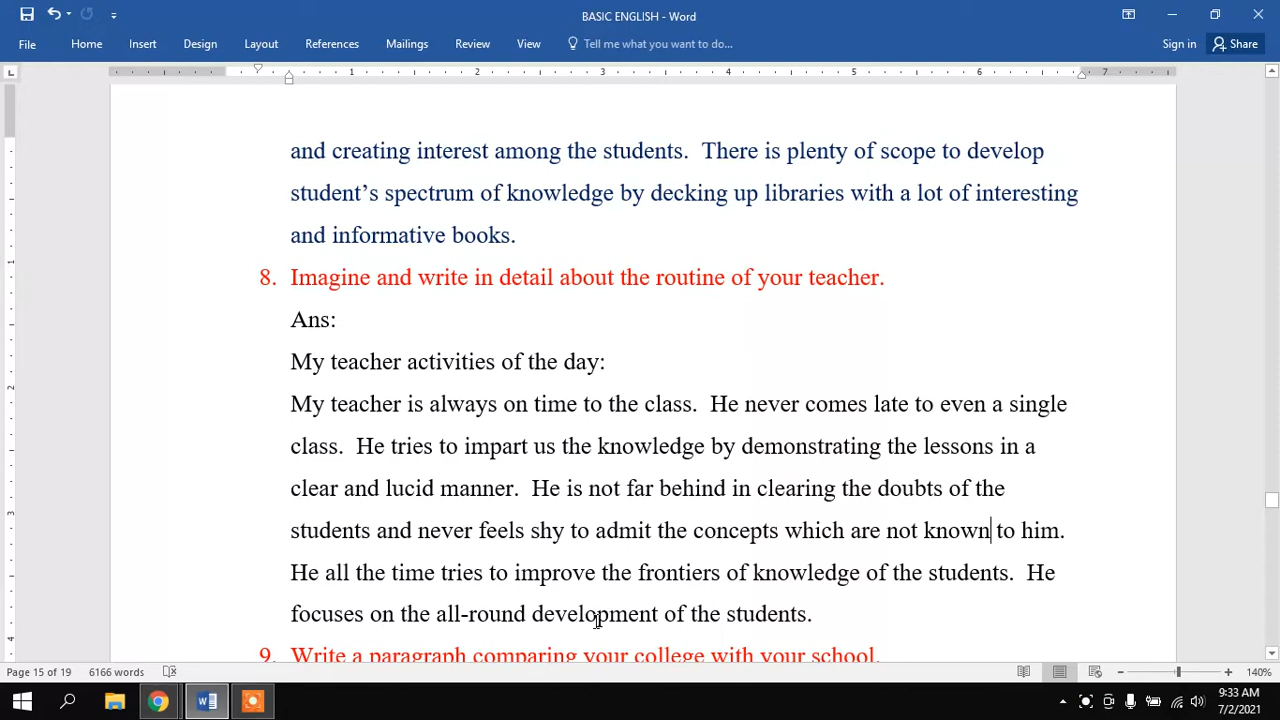 BASIC ENGLISH - Word
File Home Insert Design Layout References Mailings Review View Tell me what you want to do... Sign in Share
1 2 3 4 5 6 7
and creating interest among the students.  There is plenty of scope to develop
student’s spectrum of knowledge by decking up libraries with a lot of interesting
and informative books.
8. Imagine and write in detail about the routine of your teacher.
Ans:
My teacher activities of the day:
My teacher is always on time to the class.  He never comes late to even a single
class.  He tries to impart us the knowledge by demonstrating the lessons in a
clear and lucid manner.  He is not far behind in clearing the doubts of the
students and never feels shy to admit the concepts which are not known to him.
He all the time tries to improve the frontiers of knowledge of the students.  He
focuses on the all-round development of the students.
9. Write a paragraph comparing your college with your school.
Page 15 of 19 6166 words 140%
9:33 AM
7/2/2021